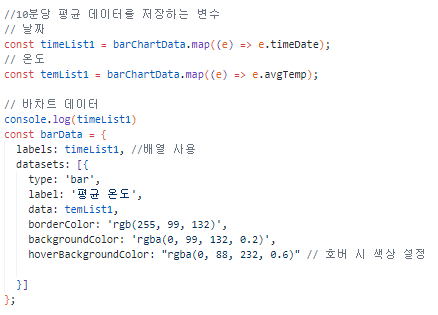 //10분당 평균 데이터를 저장하는 변수
// 날짜
const timeList1 = barChartData.map((e) => e.timeDate);
// 온도
const temList1 = barChartData.map((e) => e.avgTemp);

// 바차트 데이터
console.log(timeList1)
const barData = {
  labels: timeList1, //배열 사용
  datasets: [{
    type: 'bar',
    label: '평균 온도',
    data: temList1,
    borderColor: 'rgb(255, 99, 132)',
    backgroundColor: 'rgba(0, 99, 132, 0.2)',
    hoverBackgroundColor: "rgba(0, 88, 232, 0.6)" // 호버 시 색상 설정

  }]
};